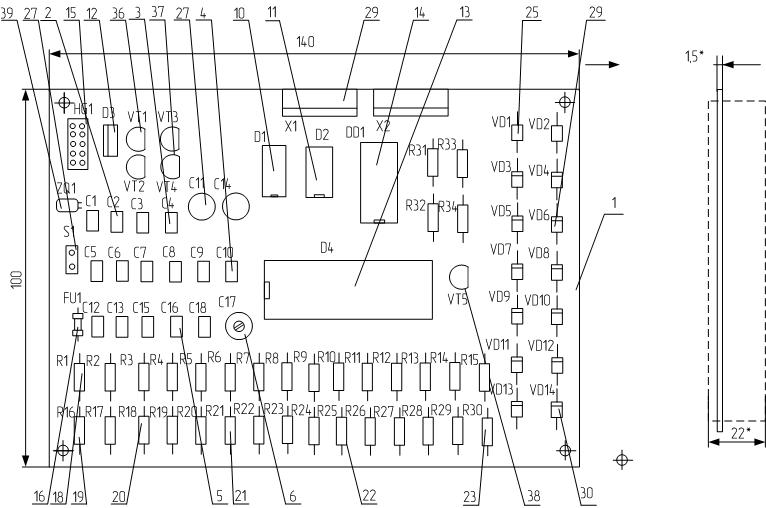 39 27 2 15 12 36 3 37 27 4 10 11 29 14 13 25 29
140
1,5*
HG1 D3 VT1 VT3 X1 X2
D1 D2 DD1 VD1 VD2
R31 R33
VT2 VT4 VD3 VD4
ZQ1 C11 C14
C1 C2 C3 C4 R32 R34 VD5 VD6 1
S1
D4
C5 C6 C7 C8 C9 C10 VD7 VD8
100
FU1 VT5
C12 C13 C15 C16 C18 C17 VD9 VD10
VD11 VD12
R1 R2 R3 R4 R5 R6 R7 R8 R9 R10 R11 R12 R13 R14 R15
VD13 VD14
R16 R17 R18 R19 R20 R21 R22 R23 R24 R25 R26 R27 R28 R29 R30
22*
16 18 19 20 5 21 6 22 23 38 30